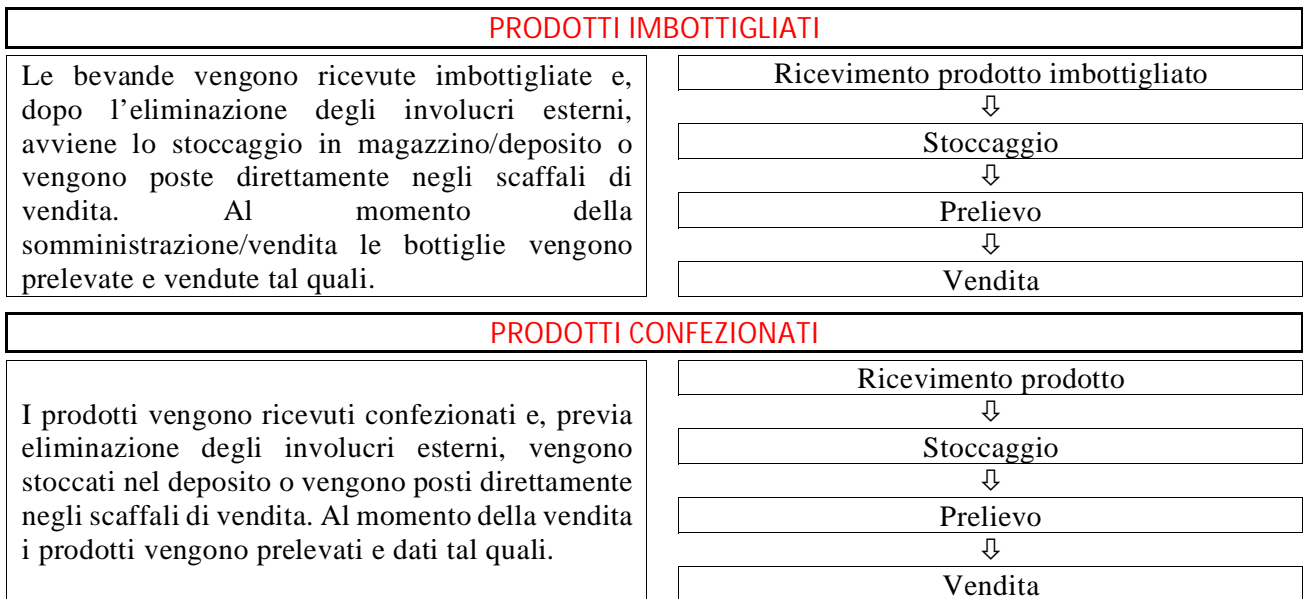 PRODOTTI IMBOTTIGLIATI
Le bevande vengono ricevute imbottigliate e,
dopo l’eliminazione degli involucri esterni,
avviene lo stoccaggio in magazzino/deposito o
vengono poste direttamente negli scaffali di
vendita. Al momento della
somministrazione/vendita le bottiglie vengono
prelevate e vendute tal quali.
Ricevimento prodotto imbottigliato
⇩
Stoccaggio
⇩
Prelievo
⇩
Vendita
PRODOTTI CONFEZIONATI
I prodotti vengono ricevuti confezionati e, previa
eliminazione degli involucri esterni, vengono
stoccati nel deposito o vengono posti direttamente
negli scaffali di vendita. Al momento della vendita
i prodotti vengono prelevati e dati tal quali.
Ricevimento prodotto
⇩
Stoccaggio
⇩
Prelievo
⇩
Vendita